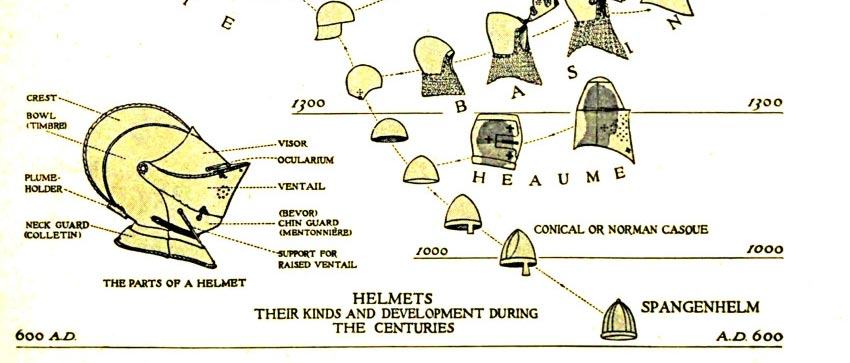 T E
B A S I N
1300
1300
HEAUME
CREST
BOWL
(TIMBRE)
PLUME-
HOLDER
NECK GUARD
(COLLETIN)
VISOR
OCULARIUM
VENTAIL
(BEVOR)
CHIN GUARD
(MENTONNIÈRE)
SUPPORT FOR
RAISED VENTAIL
THE PARTS OF A HELMET
CONICAL OR NORMAN CASQUE
1000
1000
HELMETS
THEIR KINDS AND DEVELOPMENT DURING
THE CENTURIES
SPANGENHELM
600 A.D.
A.D. 600